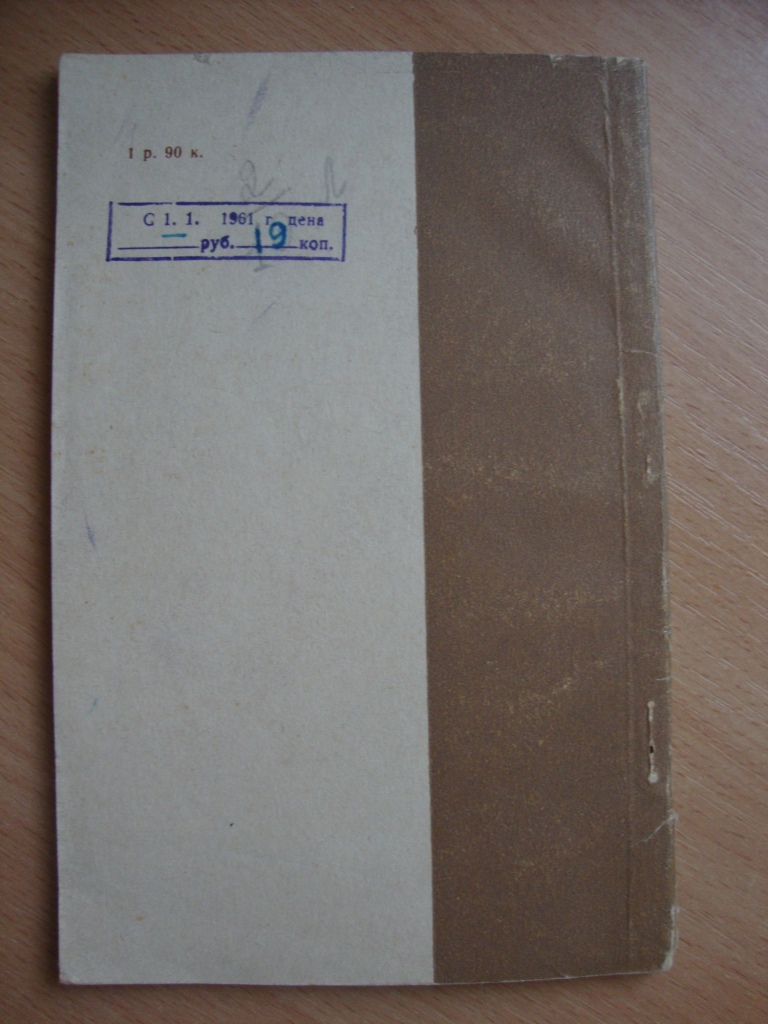 1 р. 90 к.
С 1. 1. 1961 г. цена
— руб. 19 коп.